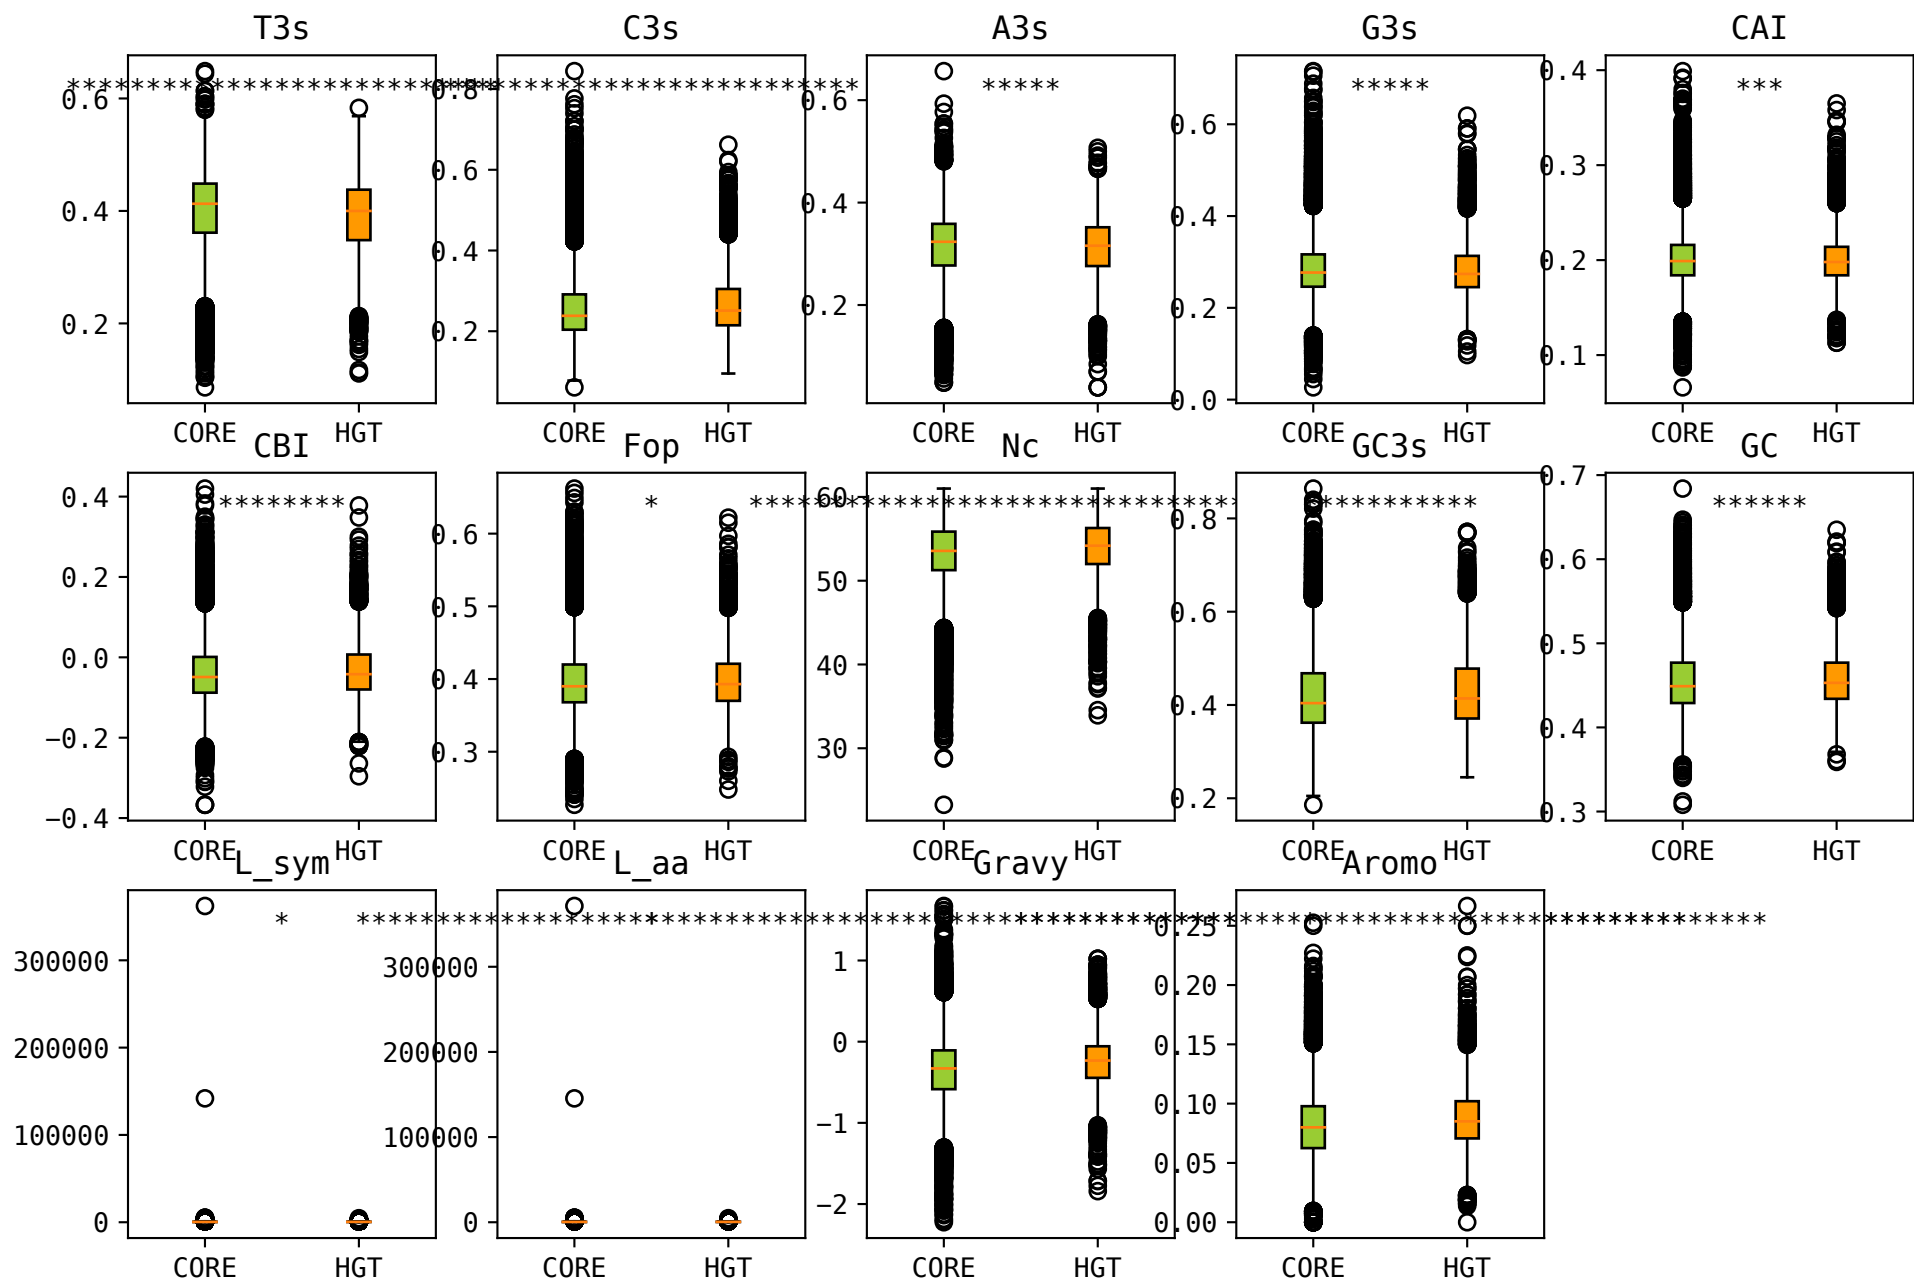 T3s C3s A3s G3s CAI
0.6 0.4 0.2
0.8 0.6 0.4 0.2
0.6 0.4 0.2
***** 
0.6 0.4 0.2 0.0
*****
0.4 0.3 0.2 0.1
***
CORE HGT CORE HGT CORE HGT CORE HGT CORE HGT
CBI Fop Nc GC3s GC
0.4 0.2 0.0 −0.2 −0.4
********
0.6 0.5 0.4 0.3
*
60 50 40 30
0.8 0.6 0.4 0.2
0.7 0.6 0.5 0.4 0.3
******
CORE HGT CORE HGT CORE HGT CORE HGT CORE HGT
L_sym L_aa Gravy Aromo
300000 200000 100000 0
*
300000 200000 100000 0
1 0 −1 −2
0.25 0.20 0.15 0.10 0.05 0.00
CORE HGT CORE HGT CORE HGT CORE HGT